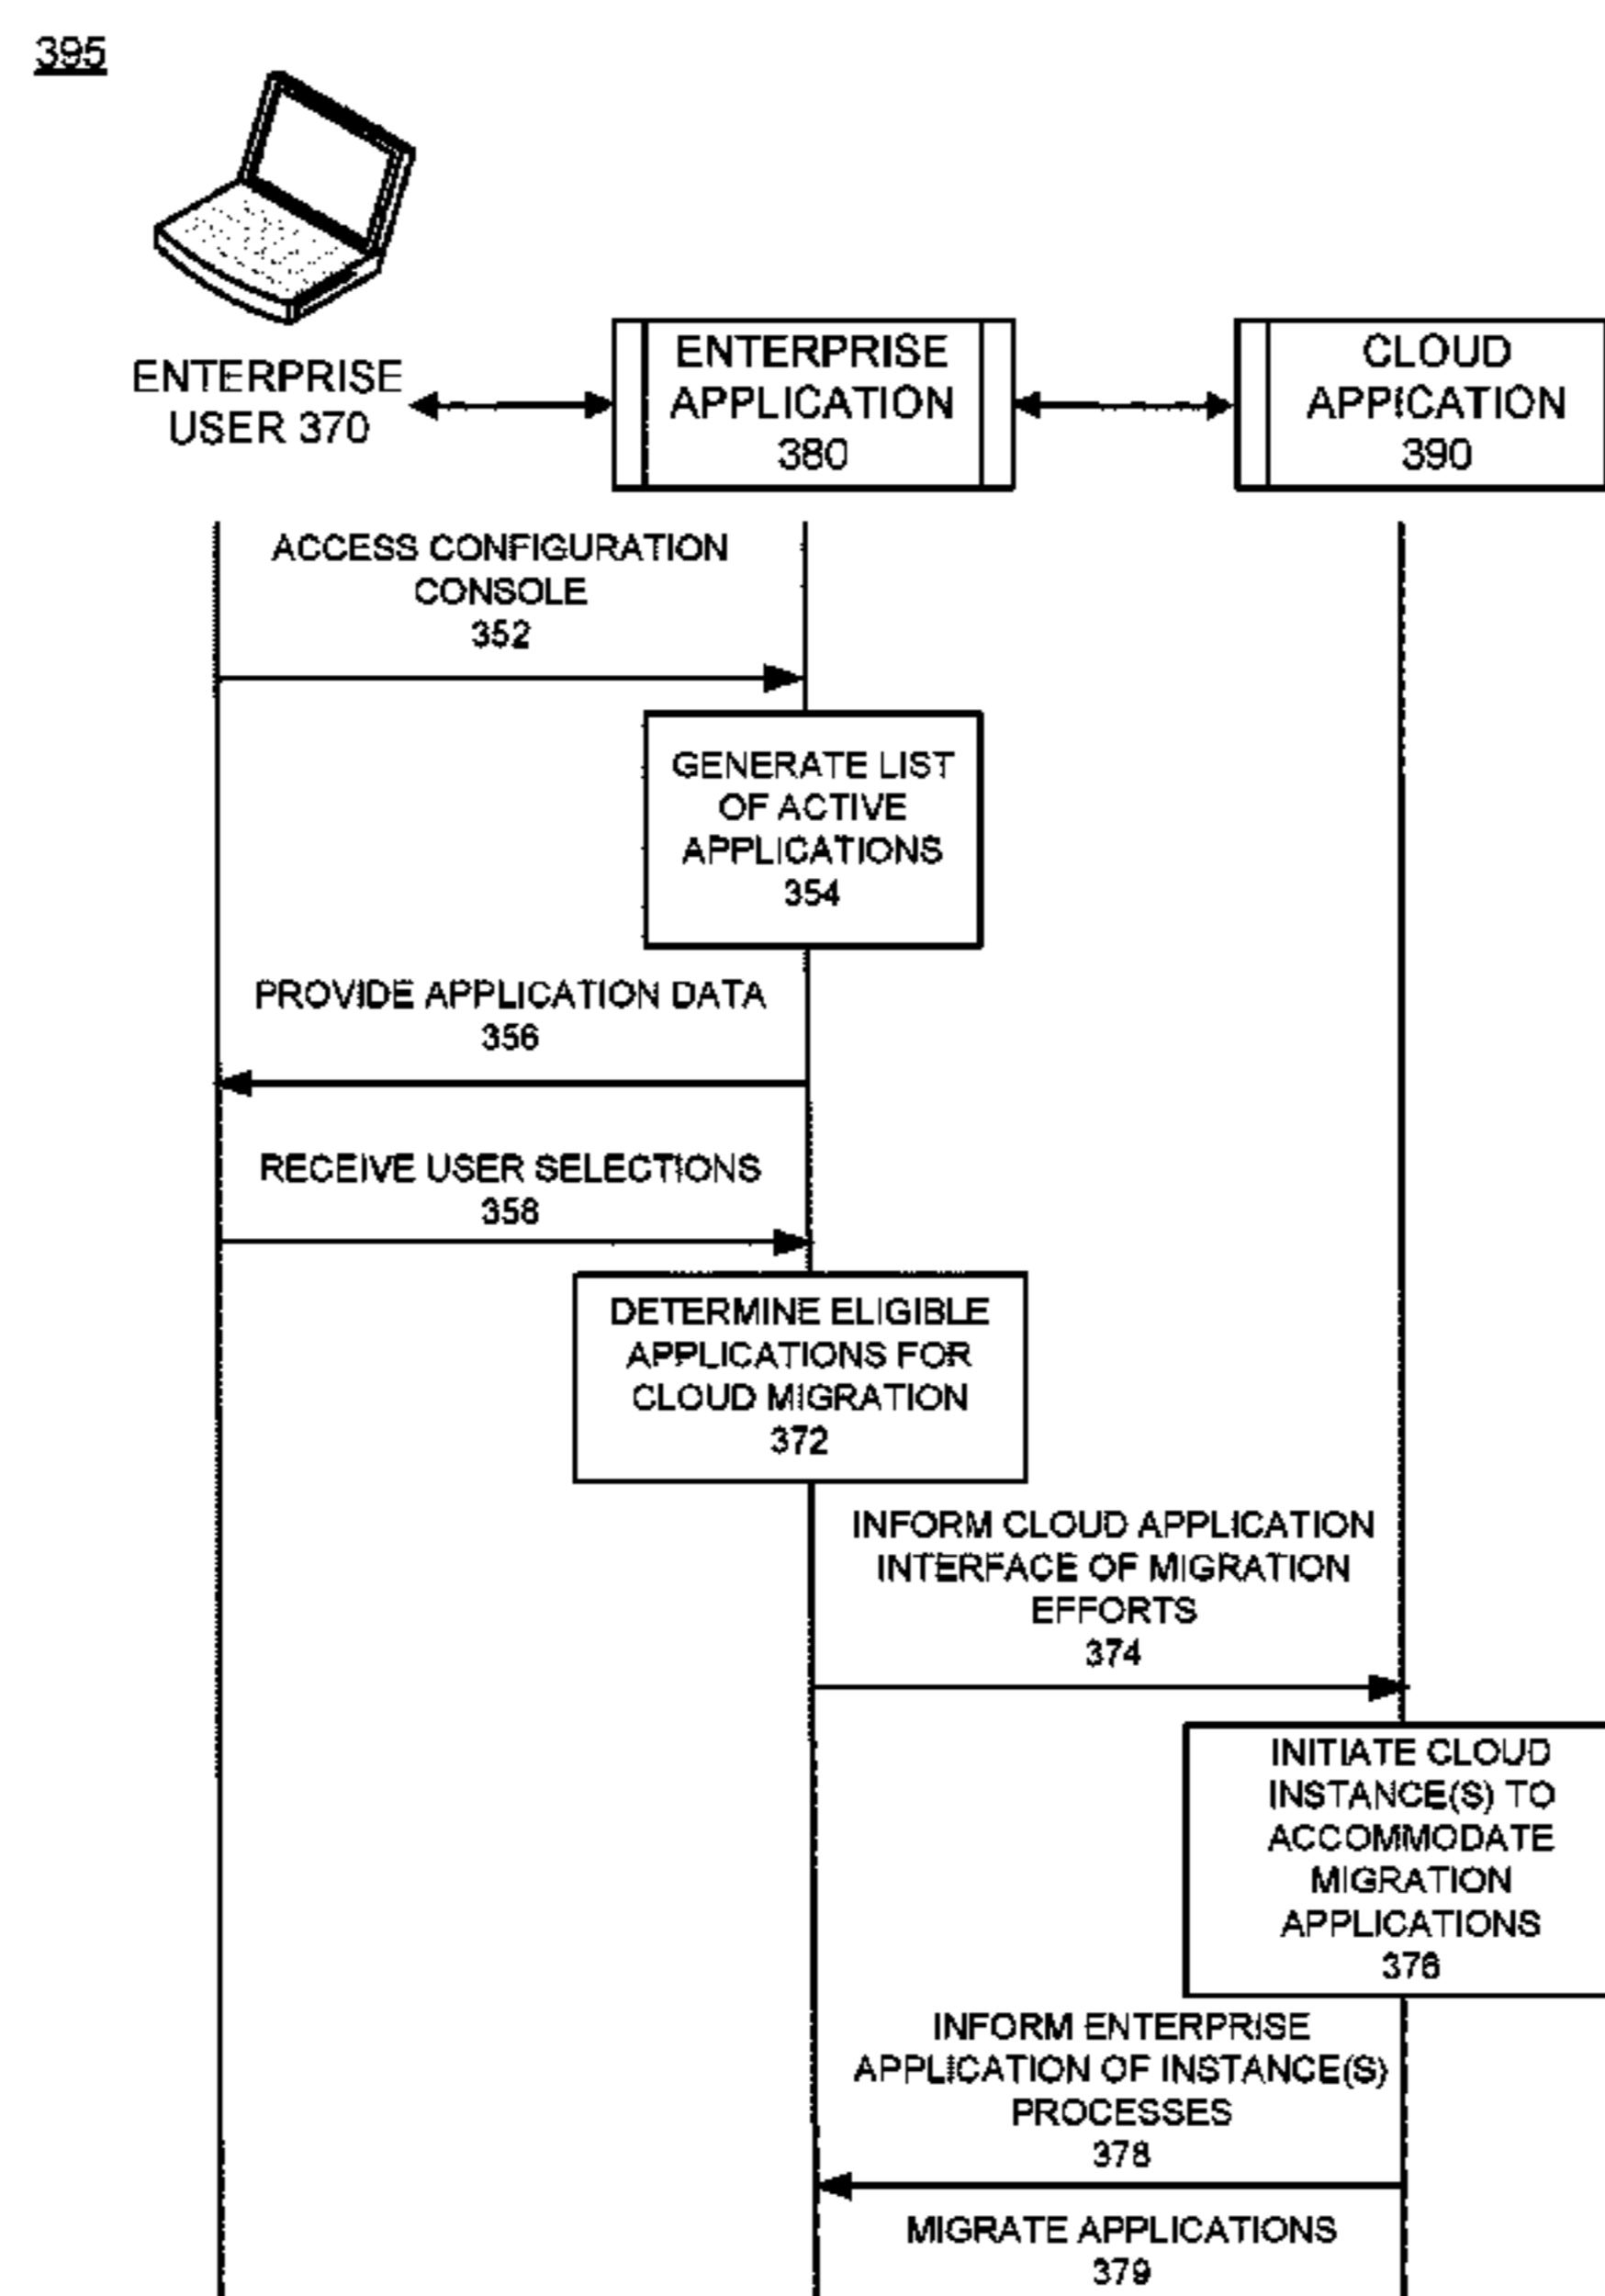 395
ENTERPRISE
USER 370
ENTERPRISE
APPLICATION
380
CLOUD
APPICATION
390
ACCESS CONFIGURATION
CONSOLE
352
GENERATE LIST
OF ACTIVE
APPLICATIONS
354
PROVIDE APPLICATION DATA
356
RECEIVE USER SELECTIONS
358
DETERMINE ELIGIBLE
APPLICATIONS FOR
CLOUD MIGRATION
372
INFORM CLOUD APPLICATION
INTERFACE OF MIGRATION
EFFORTS
374
INITIATE CLOUD
INSTANCE(S) TO
ACCOMMODATE
MIGRATION
APPLICATIONS
376
INFORM ENTERPRISE
APPLICATION OF INSTANCE(S)
PROCESSES
378
MIGRATE APPLICATIONS
379